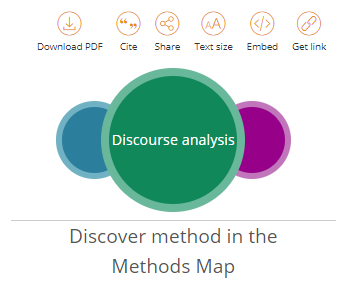 Download PDF Cite Share Text size Embed Get link
Discourse analysis
Discover method in the
Methods Map